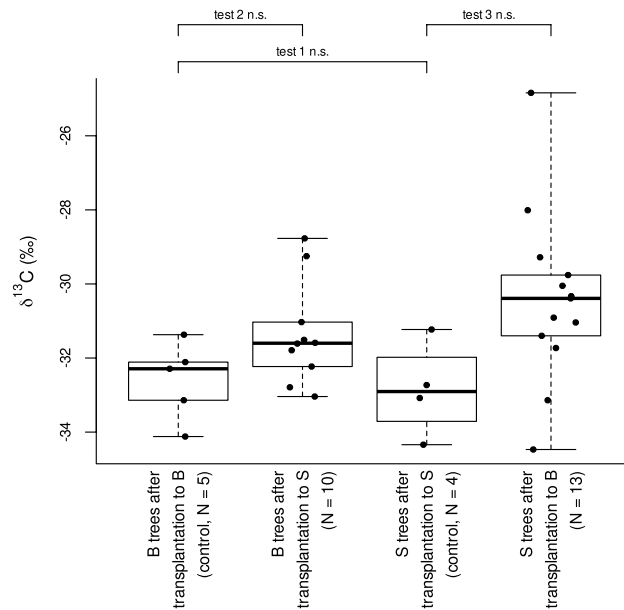 test 2 n.s.
test 3 n.s.
test 1 n.s.
δ¹³C (‰)
-26
-28
-30
-32
-34
B trees after
transplantation to B
(control, N = 5)
B trees after
transplantation to S
(N = 10)
S trees after
transplantation to S
(control, N = 4)
S trees after
transplantation to B
(N = 13)